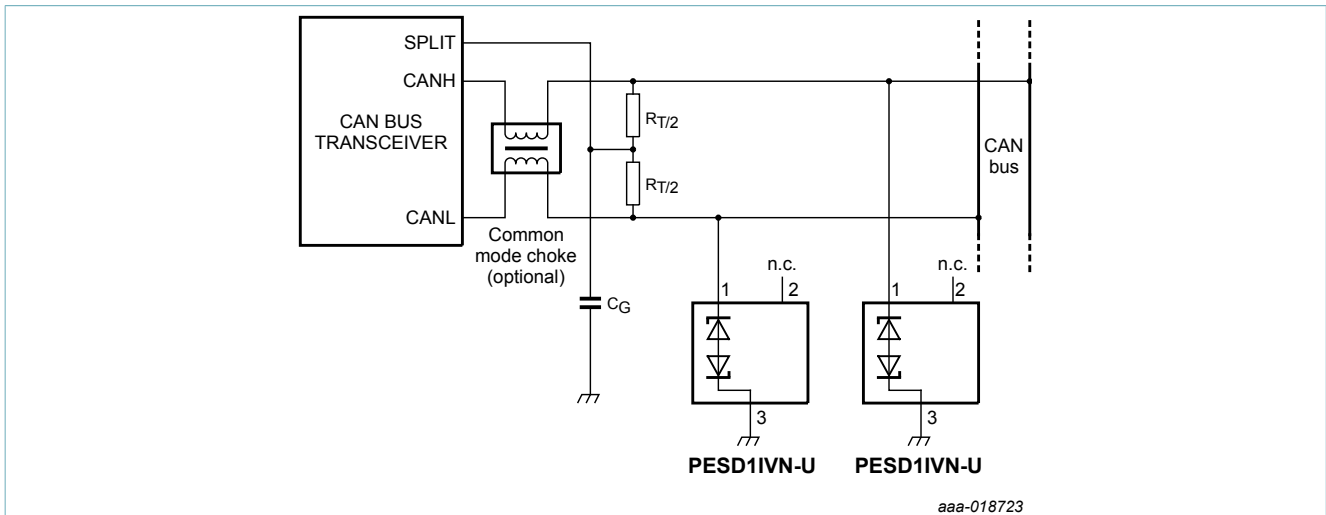 SPLIT
CANH
CAN BUS
TRANSCEIVER
CANL
Common
mode choke
(optional)
RT/2
RT/2
CG
CAN
bus
n.c.
1
2
3
n.c.
1
2
3
PESD1IVN-U
PESD1IVN-U
aaa-018723